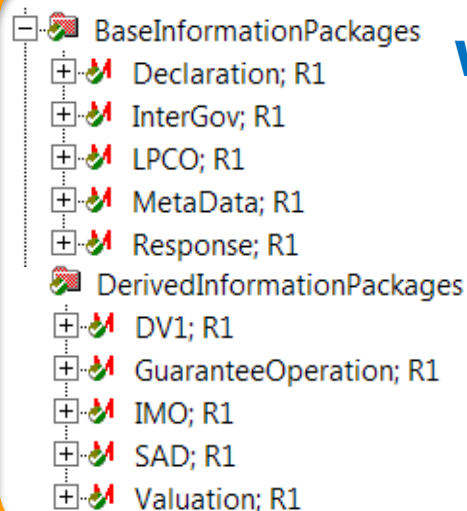 BaseInformationPackages
Declaration; R1
InterGov; R1
LPCO; R1
MetaData; R1
Response; R1
DerivedInformationPackages
DV1; R1
GuaranteeOperation; R1
IMO; R1
SAD; R1
Valuation; R1